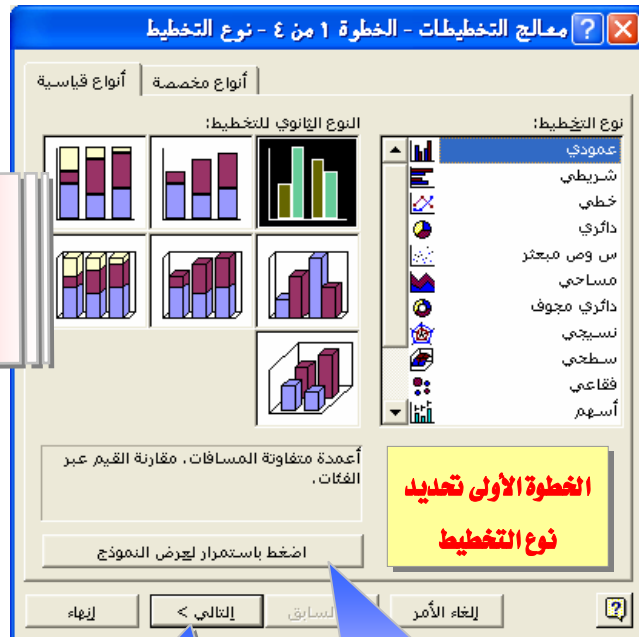 معالج التخطيطات - الخطوة ١ من ٤ - نوع التخطيط
أنواع قياسية
أنواع مخصصة
نوع التخطيط:
عمودي
شريطي
خطي
دائري
س وص مبعثر
مساحي
دائري مجوف
نسيجي
سطحي
فقاعي
أسهم
النوع الثانوي للتخطيط:
أعمدة متفاوتة المسافات، مقارنة القيم عبر
الفئات.
الخطوة الأولى تحديد
نوع التخطيط
اضغط باستمرار لعرض النموذج
إلغاء الأمر
السابق
التالي >
إنهاء